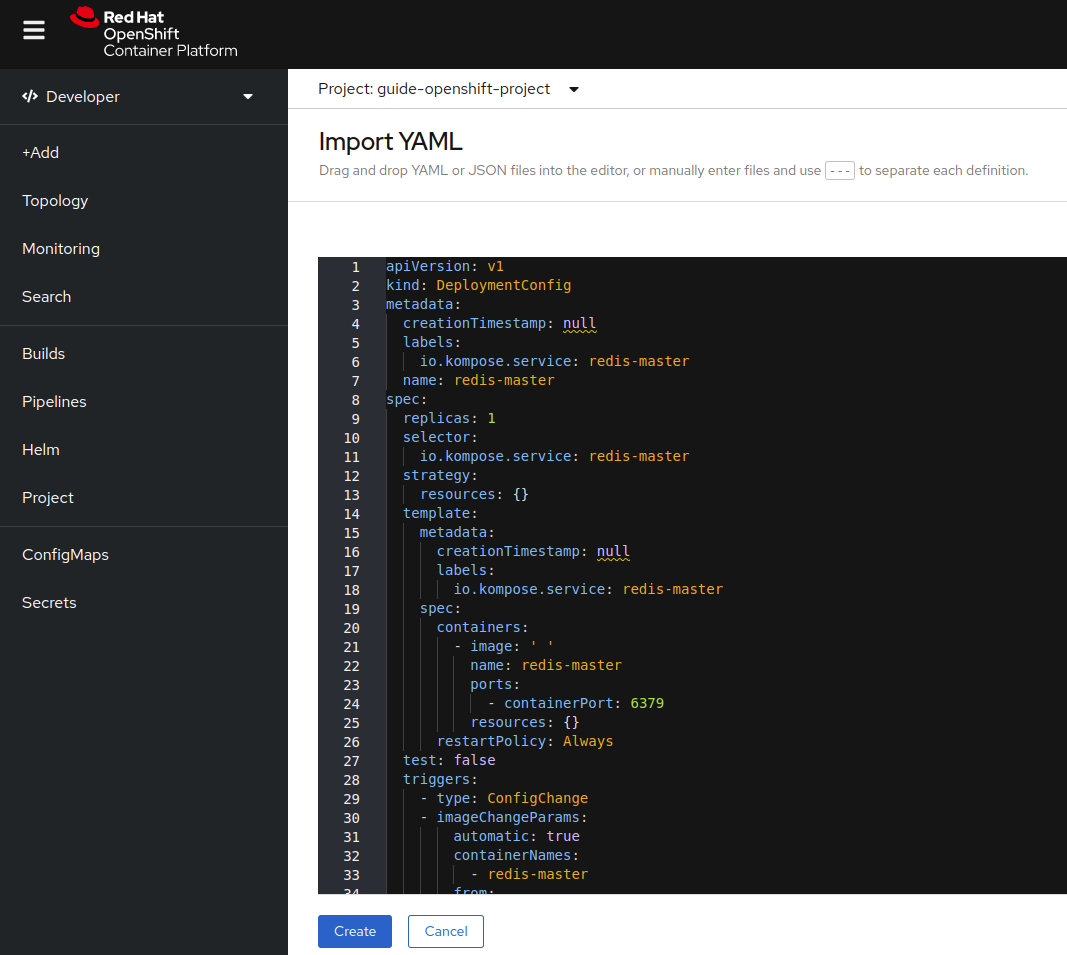 Red Hat
OpenShift
Container Platform
Developer
+Add
Topology
Monitoring
Search
Builds
Pipelines
Helm
Project
ConfigMaps
Secrets
Project: guide-openshift-project
Import YAML
Drag and drop YAML or JSON files into the editor, or manually enter files and use --- to separate each definition.
1 apiVersion: v1
2 kind: DeploymentConfig
3 metadata:
4   creationTimestamp: null
5   labels:
6     io.kompose.service: redis-master
7   name: redis-master
8 spec:
9   replicas: 1
10   selector:
11     io.kompose.service: redis-master
12   strategy:
13     resources: {}
14   template:
15     metadata:
16       creationTimestamp: null
17       labels:
18         io.kompose.service: redis-master
19     spec:
20       containers:
21         - image: ' '
22           name: redis-master
23           ports:
24             - containerPort: 6379
25           resources: {}
26       restartPolicy: Always
27   test: false
28   triggers:
29     - type: ConfigChange
30     - imageChangeParams:
31         automatic: true
32         containerNames:
33           - redis-master
34         from:
Create
Cancel